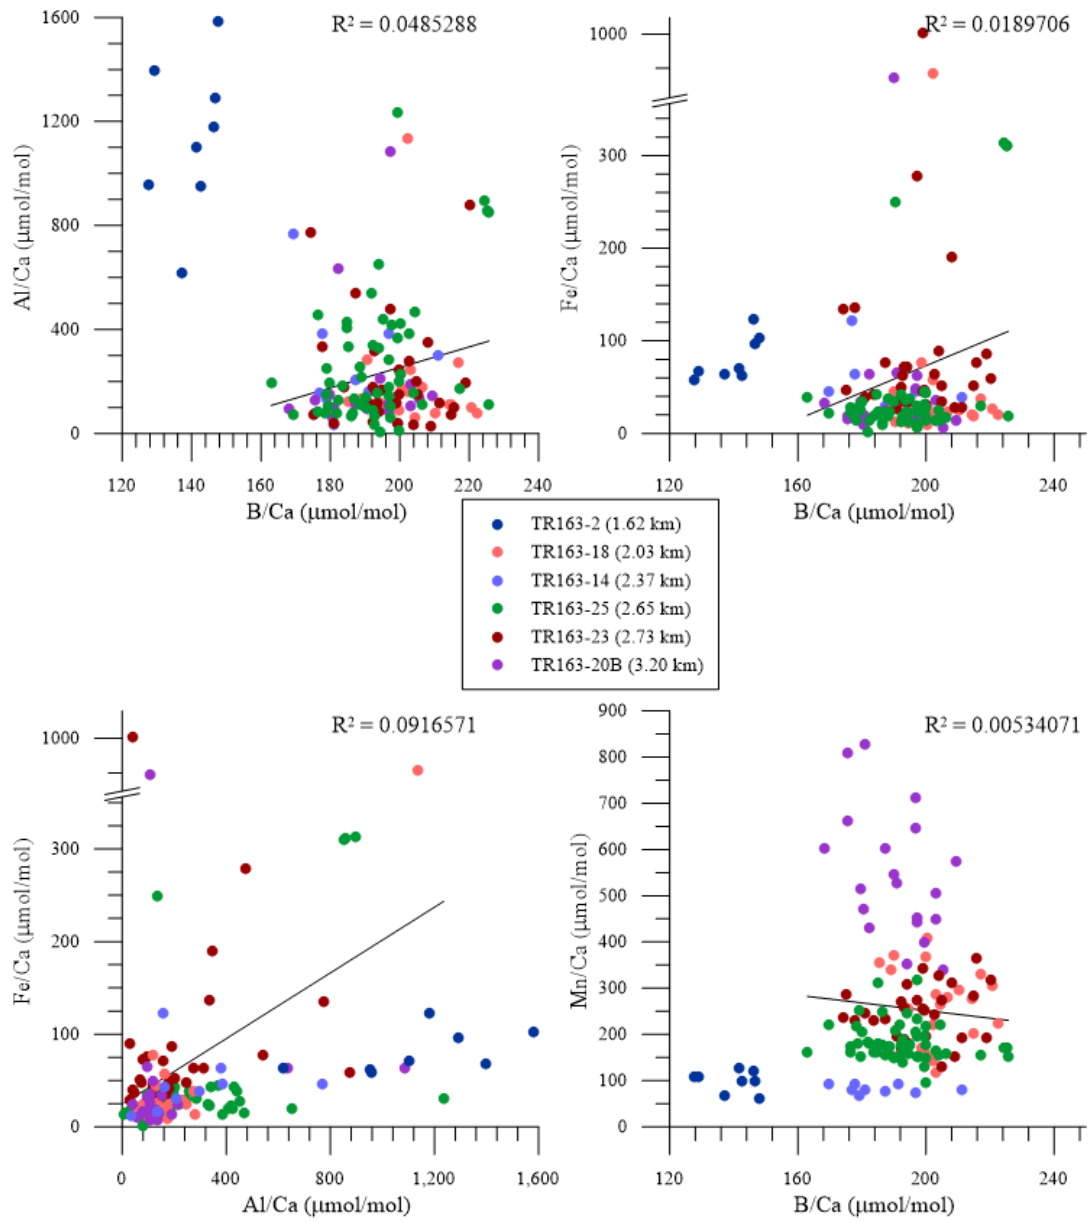 R² = 0.0485288
1600
1200
800
400
0
Al/Ca (μmol/mol)
120 140 160 180 200 220 240
B/Ca (μmol/mol)
R² = 0.0189706
1000
300
200
100
0
Fe/Ca (μmol/mol)
120 160 200 240
B/Ca (μmol/mol)
TR163-2 (1.62 km)
TR163-18 (2.03 km)
TR163-14 (2.37 km)
TR163-25 (2.65 km)
TR163-23 (2.73 km)
TR163-20B (3.20 km)
R² = 0.0916571
1000
300
200
100
0
Fe/Ca (μmol/mol)
0 400 800 1,200 1,600
Al/Ca (μmol/mol)
R² = 0.00534071
900
800
700
600
500
400
300
200
100
0
Mn/Ca (μmol/mol)
120 160 200 240
B/Ca (μmol/mol)